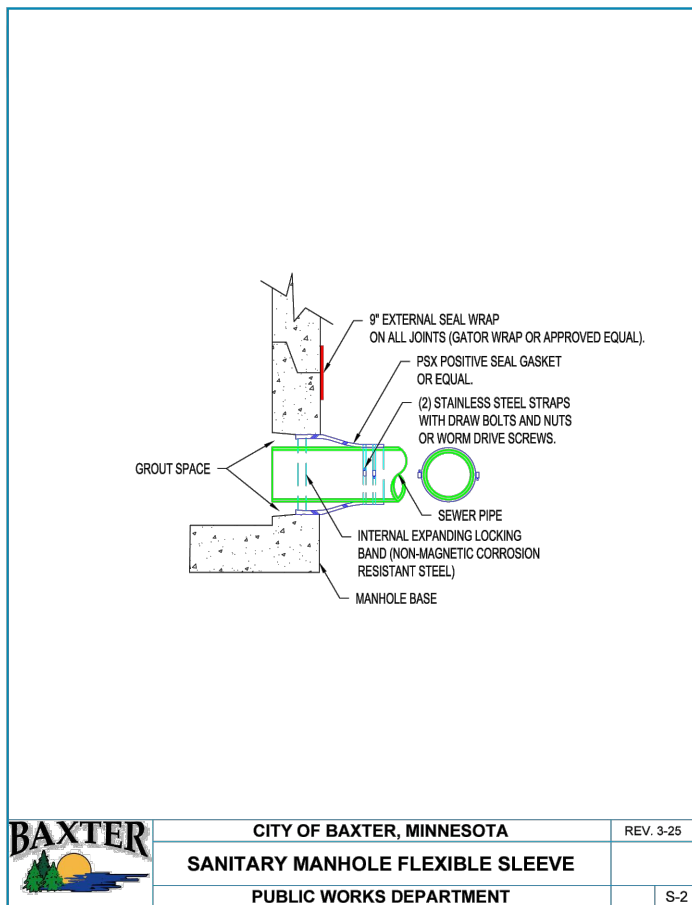 9" EXTERNAL SEAL WRAP
ON ALL JOINTS (GATOR WRAP OR APPROVED EQUAL).
PSX POSITIVE SEAL GASKET
OR EQUAL.
(2) STAINLESS STEEL STRAPS
WITH DRAW BOLTS AND NUTS
OR WORM DRIVE SCREWS.
GROUT SPACE
SEWER PIPE
INTERNAL EXPANDING LOCKING
BAND (NON-MAGNETIC CORROSION
RESISTANT STEEL)
MANHOLE BASE
BAXTER
CITY OF BAXTER, MINNESOTA
REV. 3-25
SANITARY MANHOLE FLEXIBLE SLEEVE
PUBLIC WORKS DEPARTMENT
S-2